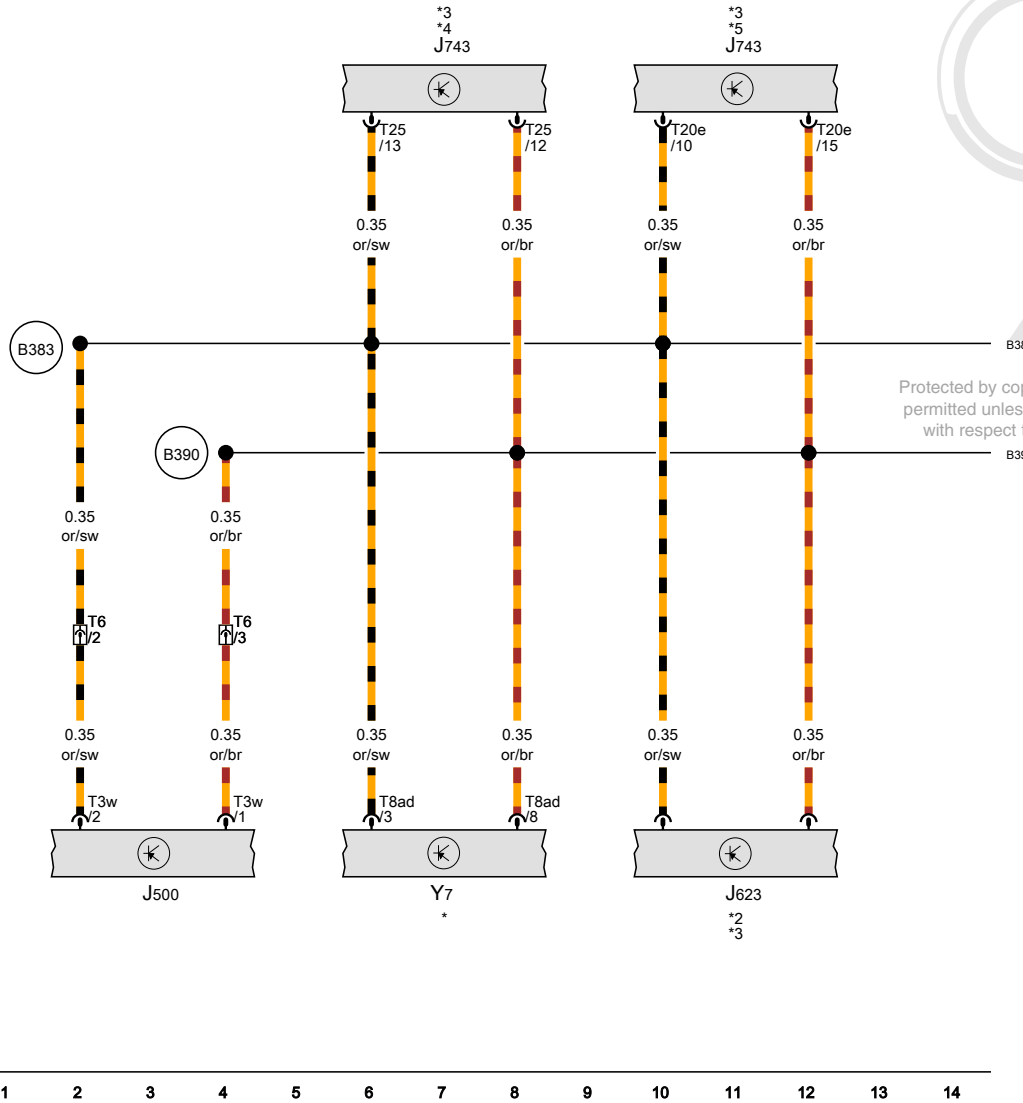 *3
*4
J743
*3
*5
J743
T25
/13
T25
/12
T20e
/10
T20e
/15
0.35
or/sw
0.35
or/br
0.35
or/sw
0.35
or/br
B383
B390
Protected by
permitted
with respect
0.35
or/sw
0.35
or/br
T6
/2
T6
/3
0.35
or/sw
0.35
or/br
0.35
or/sw
0.35
or/br
0.35
or/sw
0.35
or/br
T3w
/2
T3w
/1
T8ad
/3
T8ad
/8
J500
Y7
*
J623
*2
*3
1 2 3 4 5 6 7 8 9 10 11 12 13 14